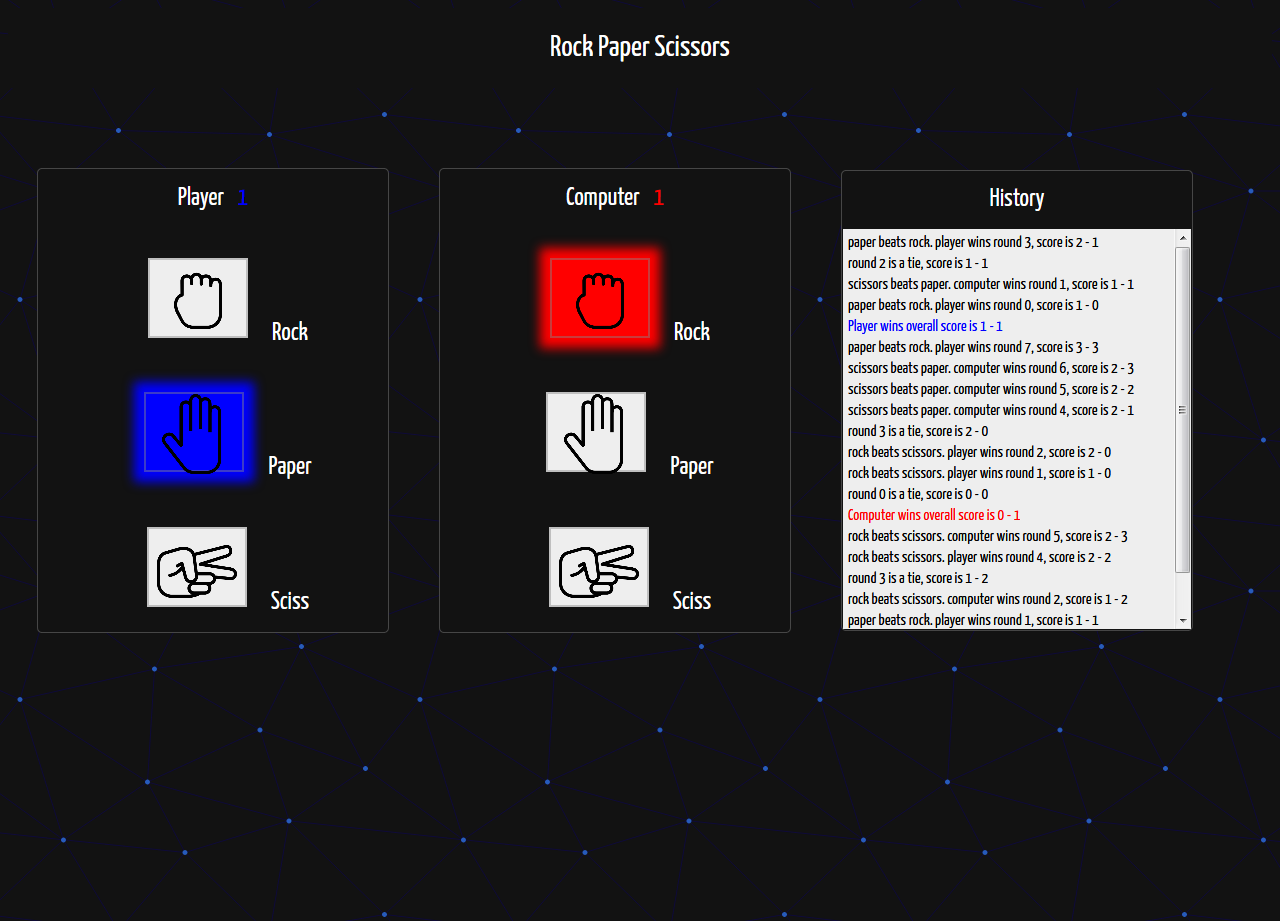 Rock Paper Scissors
Player 1
Rock
Paper
Sciss
Computer 1
Rock
Paper
Sciss
History
paper beats rock. player wins round 3, score is 2 - 1
round 2 is a tie, score is 1 - 1
scissors beats paper. computer wins round 1, score is 1 - 1
paper beats rock. player wins round 0, score is 1 - 0
Player wins overall score is 1 - 1
paper beats rock. player wins round 7, score is 3 - 3
scissors beats paper. computer wins round 6, score is 2 - 3
scissors beats paper. computer wins round 5, score is 2 - 2
scissors beats paper. computer wins round 4, score is 2 - 1
round 3 is a tie, score is 2 - 0
rock beats scissors. player wins round 2, score is 2 - 0
rock beats scissors. player wins round 1, score is 1 - 0
round 0 is a tie, score is 0 - 0
Computer wins overall score is 0 - 1
rock beats scissors. computer wins round 5, score is 2 - 3
rock beats scissors. player wins round 4, score is 2 - 2
round 3 is a tie, score is 1 - 2
rock beats scissors. computer wins round 2, score is 1 - 2
paper beats rock. player wins round 1, score is 1 - 1